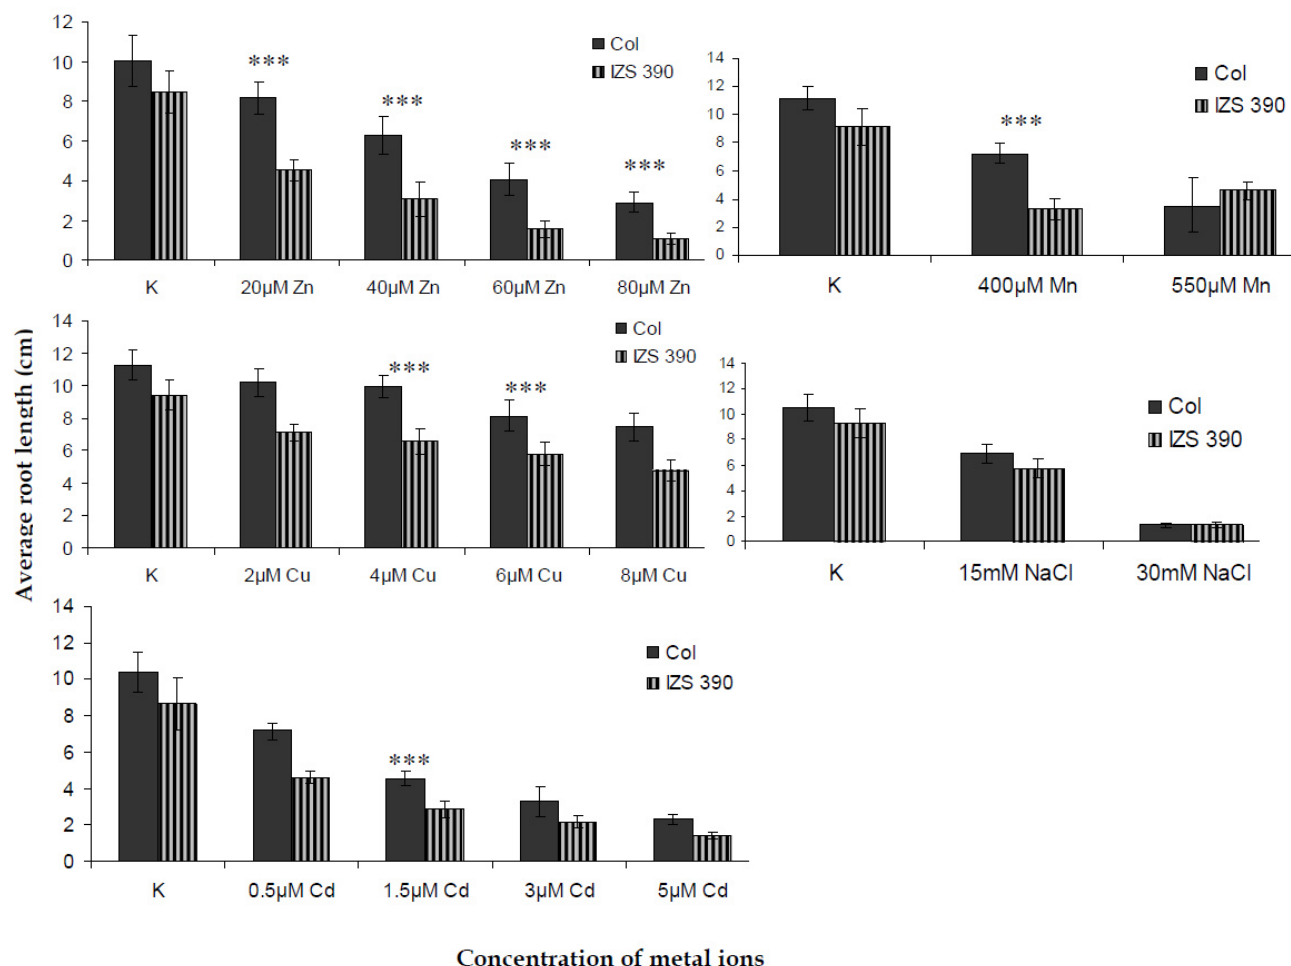 12
10
8
6
4
2
0
Col
IZS 390
***
***
***
***
K
20µM Zn
40µM Zn
60µM Zn
80µM Zn
14
12
10
8
6
4
2
0
Col
IZS 390
***
K
400µM Mn
550µM Mn
Average root length (cm)
14
12
10
8
6
4
2
0
Col
IZS 390
***
***
K
2µM Cu
4µM Cu
6µM Cu
8µM Cu
14
12
10
8
6
4
2
0
Col
IZS 390
K
15mM NaCl
30mM NaCl
14
12
10
8
6
4
2
0
Col
IZS 390
***
K
0.5µM Cd
1.5µM Cd
3µM Cd
5µM Cd
Concentration of metal ions